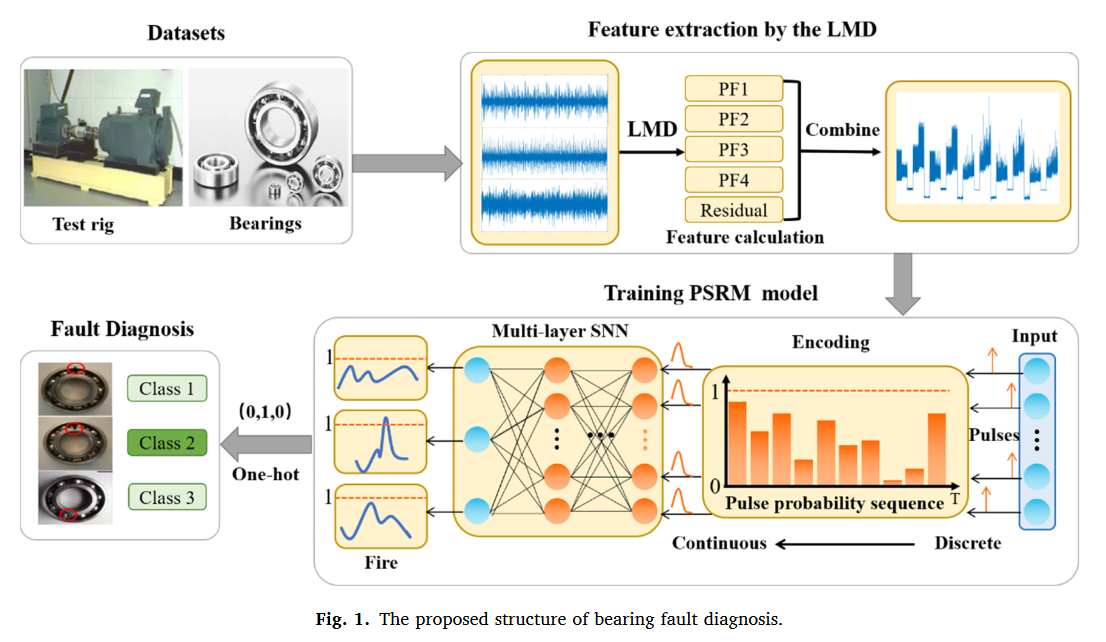 Datasets
Feature extraction by the LMD
Test rig
Bearings
LMD
PF1
PF2
PF3
PF4
Residual
Feature calculation
Combine
Training PSRM model
Fault Diagnosis
Class 1
Class 2
Class 3
(0,1,0)
One-hot
1
1
1
Fire
Multi-layer SNN
Encoding
1
0
T
Pulse probability sequence
Input
Pulses
Continuous
Discrete
Fig. 1. The proposed structure of bearing fault diagnosis.